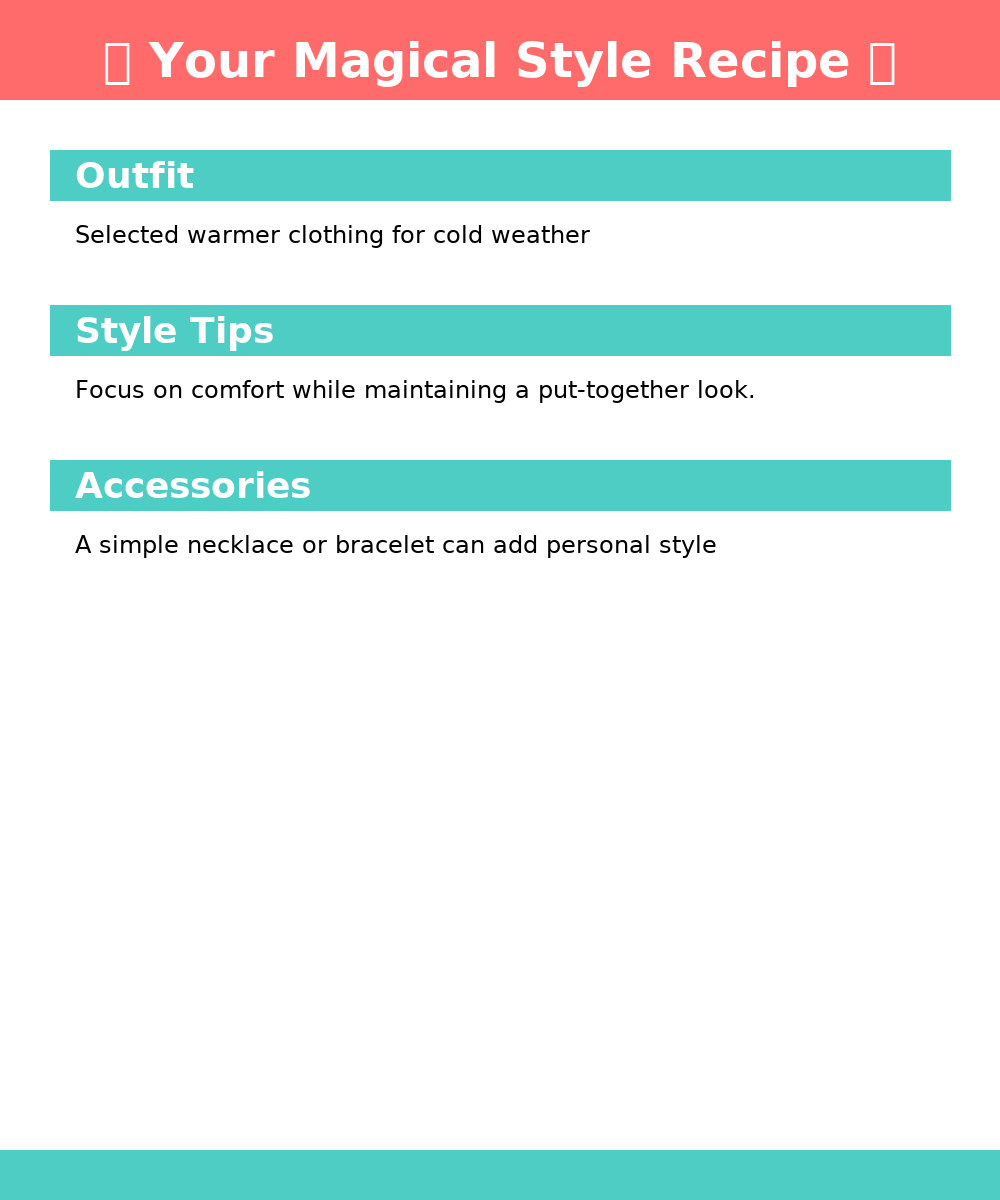 Your Magical Style Recipe
Outfit
Selected warmer clothing for cold weather
Style Tips
Focus on comfort while maintaining a put-together look.
Accessories
A simple necklace or bracelet can add personal style